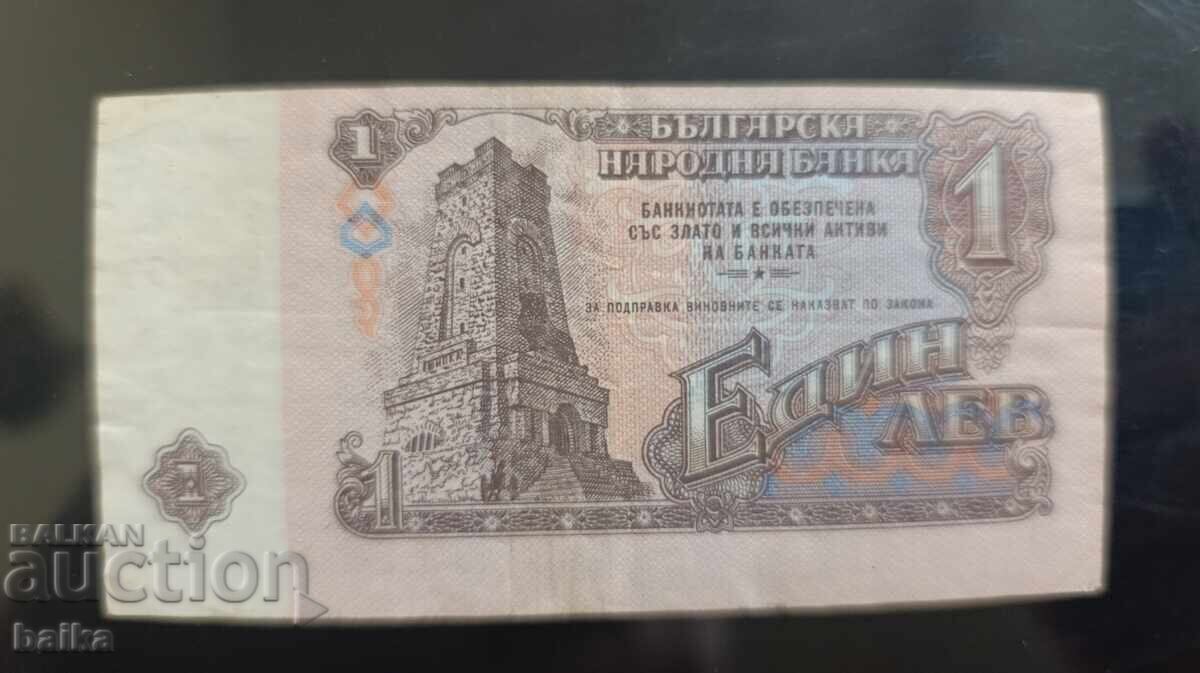 1
БЪЛГАРСКА
НАРОДНА БАНКА
1
БАНКНОТАТА Е ОБЕЗПЕЧЕНА
СЪС ЗЛАТО И ВСИЧКИ АКТИВИ
НА БАНКАТА
ЗА ПОДПРАВКА ВИНОВНИТЕ СЕ НАКАЗВАТ ПО ЗАКОНА
ЕДИН
ЛЕВ
1
1
BALKAN
auction
baika